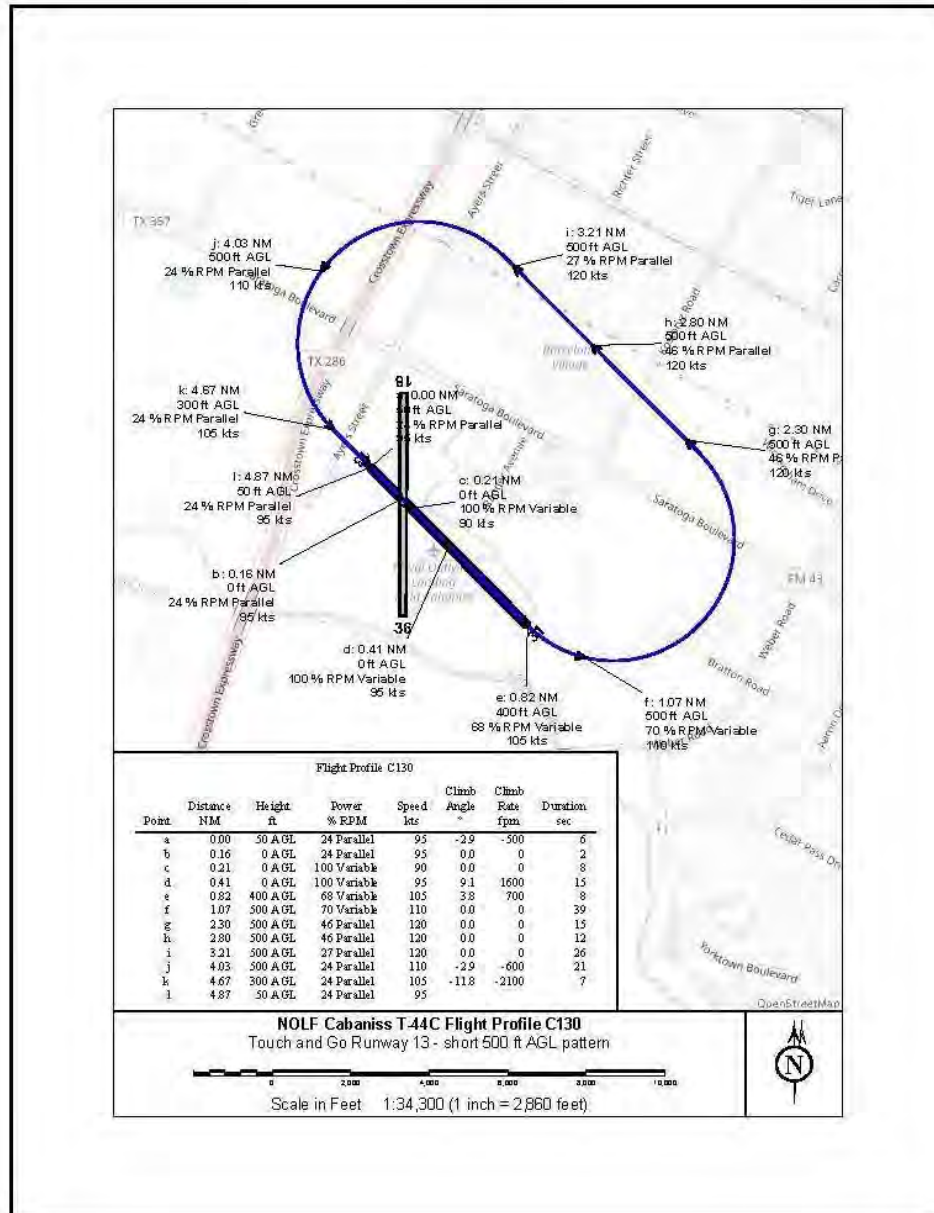 Ayers Street
Richter Street
Tiger Lane
TX 357
Crosstown Expressway
j: 4.03 NM
500 ft AGL
24 % RPM Parallel
110 kts
i: 3.21 NM
500 ft AGL
27 % RPM Parallel
120 kts
Saratoga Boulevard
h: 2.80 NM
500 ft AGL
46 % RPM Parallel
120 kts
TX 286
k: 4.67 NM
300 ft AGL
24 % RPM Parallel
105 kts
18
0.00 NM
RPM Parallel
Saratoga Boulevard
Ayers Street
Crosstown Expressway
g: 2.30 NM
500 ft AGL
46 % RPM P
120 kts
l: 4.87 NM
50 ft AGL
24 % RPM Parallel
95 kts
c: 0.21 NM
0 ft AGL
100 % RPM Variable
90 kts
Saratoga Boulevard
b: 0.16 NM
0 ft AGL
24 % RPM Parallel
95 kts
36
Weber Road
d: 0.41 NM
0 ft AGL
100 % RPM Variable
95 kts
Bratton Road
e: 0.82 NM
400 ft AGL
68 % RPM Variable
105 kts
f: 1.07 NM
500 ft AGL
70 % RPM Variable
110 kts
Crosstown Expressway
Flight Profile C130
Point Distance NM Height ft Power % RPM Speed kts Climb Angle ° Climb Rate fpm Duration sec
a 0.00 50 AGL 24 Parallel 95 -2.9 -500 6
b 0.16 0 AGL 24 Parallel 95 0.0 0 2
c 0.21 0 AGL 100 Variable 90 0.0 0 8
d 0.41 0 AGL 100 Variable 95 9.1 1600 15
e 0.82 400 AGL 68 Variable 105 3.8 700 8
f 1.07 500 AGL 70 Variable 110 0.0 0 39
g 2.30 500 AGL 46 Parallel 120 0.0 0 15
h 2.80 500 AGL 46 Parallel 120 0.0 0 12
i 3.21 500 AGL 27 Parallel 120 0.0 0 26
j 4.03 500 AGL 24 Parallel 110 -2.9 -600 21
k 4.67 300 AGL 24 Parallel 105 -11.8 -2100 7
l 4.87 50 AGL 24 Parallel 95
Cedar Pass Dr
Yorktown Boulevard
OpenStreetMap
NOLF Cabaniss T-44C Flight Profile C130
Touch and Go Runway 13 - short 500 ft AGL pattern
0 2,000 4,000 6,000 8,000 10,000
Scale in Feet 1:34,300 (1 inch = 2,860 feet)
N